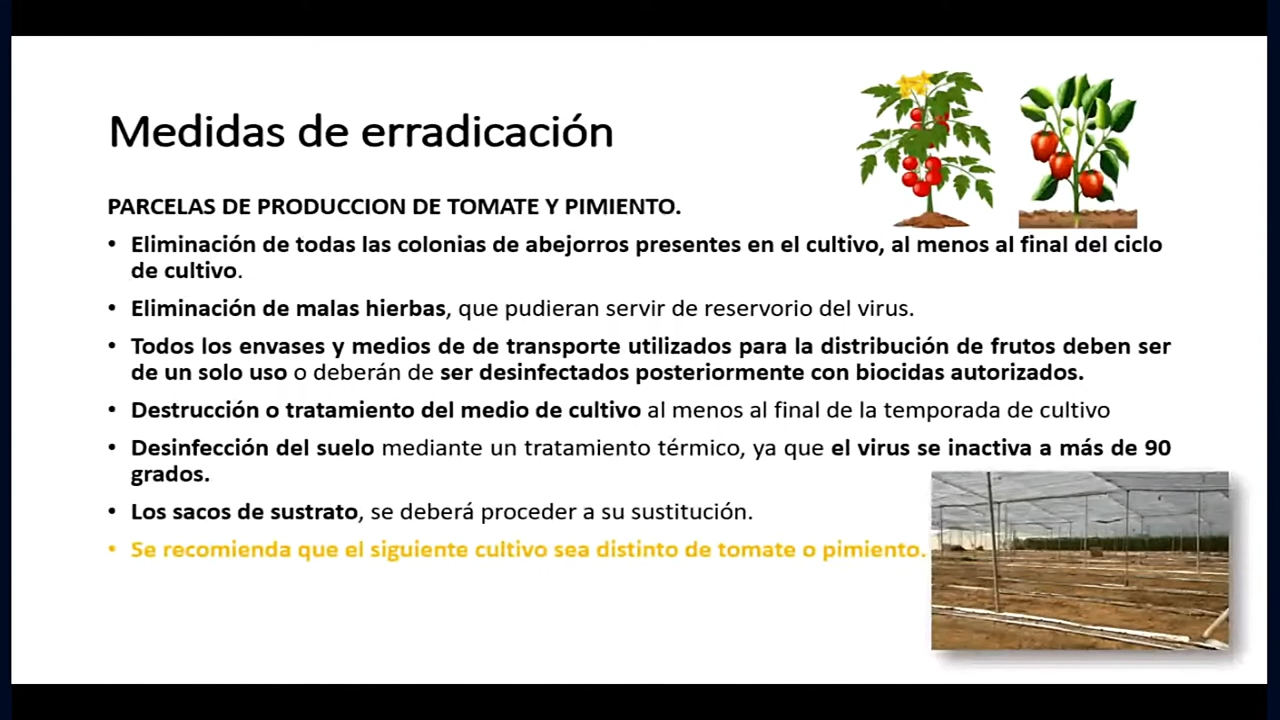 Medidas de erradicación
PARCELAS DE PRODUCCION DE TOMATE Y PIMIENTO.
• Eliminación de todas las colonias de abejorros presentes en el cultivo, al menos al final del ciclo
de cultivo.
• Eliminación de malas hierbas, que pudieran servir de reservorio del virus.
• Todos los envases y medios de de transporte utilizados para la distribución de frutos deben ser
de un solo uso o deberán de ser desinfectados posteriormente con biocidas autorizados.
• Destrucción o tratamiento del medio de cultivo al menos al final de la temporada de cultivo
• Desinfección del suelo mediante un tratamiento térmico, ya que el virus se inactiva a más de 90
grados.
• Los sacos de sustrato, se deberá proceder a su sustitución.
• Se recomienda que el siguiente cultivo sea distinto de tomate o pimiento.